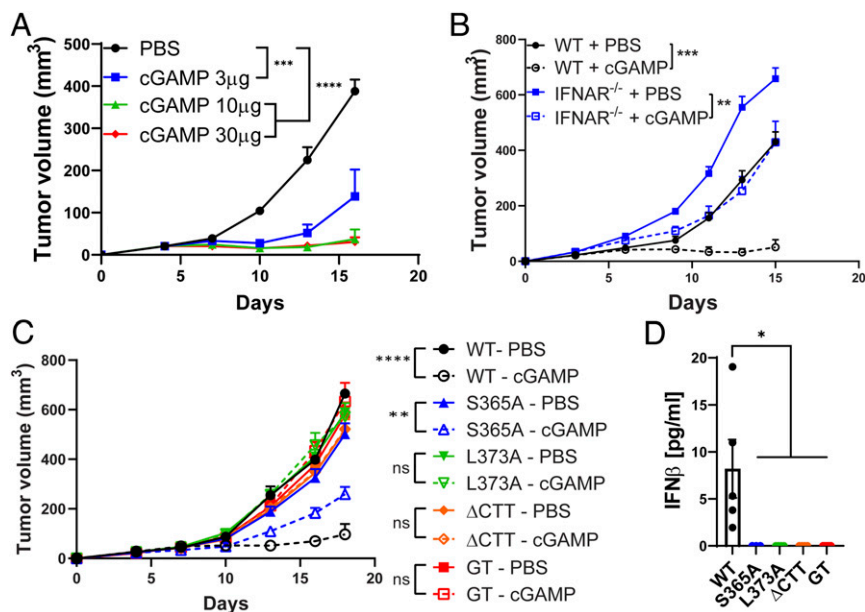 A
Tumor volume (mm³)
500
400
300
200
100
0
0
5
10
15
20
Days
PBS
cGAMP 3μg
cGAMP 10μg
cGAMP 30μg
***
****
B
Tumor volume (mm³)
800
600
400
200
0
0
5
10
15
20
Days
WT + PBS
WT + cGAMP
IFNAR⁻/⁻ + PBS
IFNAR⁻/⁻ + cGAMP
***
**
C
Tumor volume (mm³)
800
600
400
200
0
0
5
10
15
20
Days
**** WT- PBS
WT - cGAMP
** S365A - PBS
S365A - cGAMP
ns L373A - PBS
L373A - cGAMP
ns ΔCTT - PBS
ΔCTT - cGAMP
ns GT - PBS
GT - cGAMP
D
IFNβ [pg/ml]
20
15
10
5
0
*
WT
S365A
L373A
ΔCTT
GT